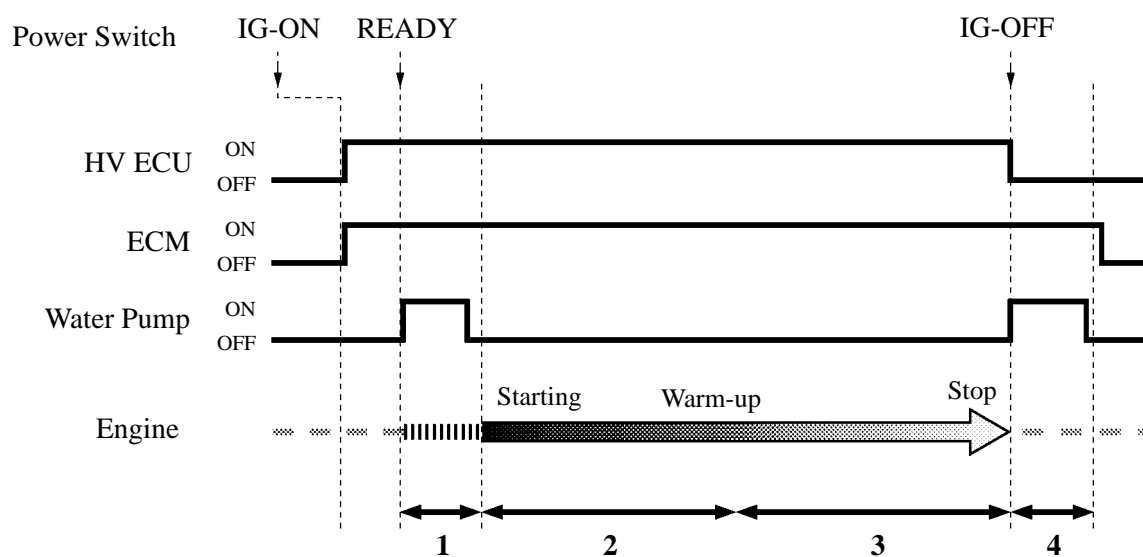 Power Switch IG-ON READY IG-OFF
HV ECU ON
OFF
ECM ON
OFF
Water Pump ON
OFF
Engine Starting Warm-up Stop
1 2 3 4